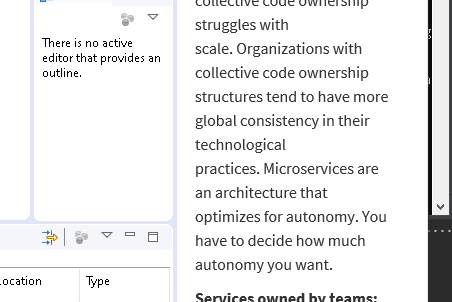 There is no active
editor that provides an
outline.
collective code ownership
struggles with
scale. Organizations with
collective code ownership
structures tend to have more
global consistency in their
technological
practices. Microservices are
an architecture that
optimizes for autonomy. You
have to decide how much
autonomy you want.
Services owned by teams:
ocation
Type